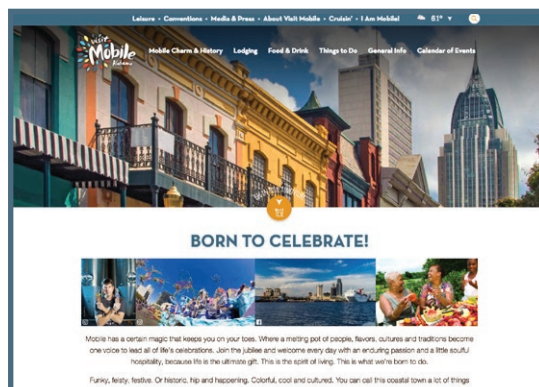 Leisure • Conventions • Media & Press • About Visit Mobile • Cruisin' • I Am Mobile!
61°
visit
Mobile
Alabama
Mobile Charm & History Lodging Food & Drink Things to Do General Info Calendar of Events
BORN TO CELEBRATE!
Mobile has a certain magic that keeps you on your toes. Where a melting pot of people, flavors, cultures and traditions become
one voice to lead all of life's celebrations. Join the jubilee and welcome every day with an enduring passion and a little soulful
hospitality, because life is the ultimate gift. This is the spirit of living. This is what we're born to do.
Funky, feisty, festive. Or historic, hip and happening. Colorful, cool and cultured. You can call this coastal town a lot of things